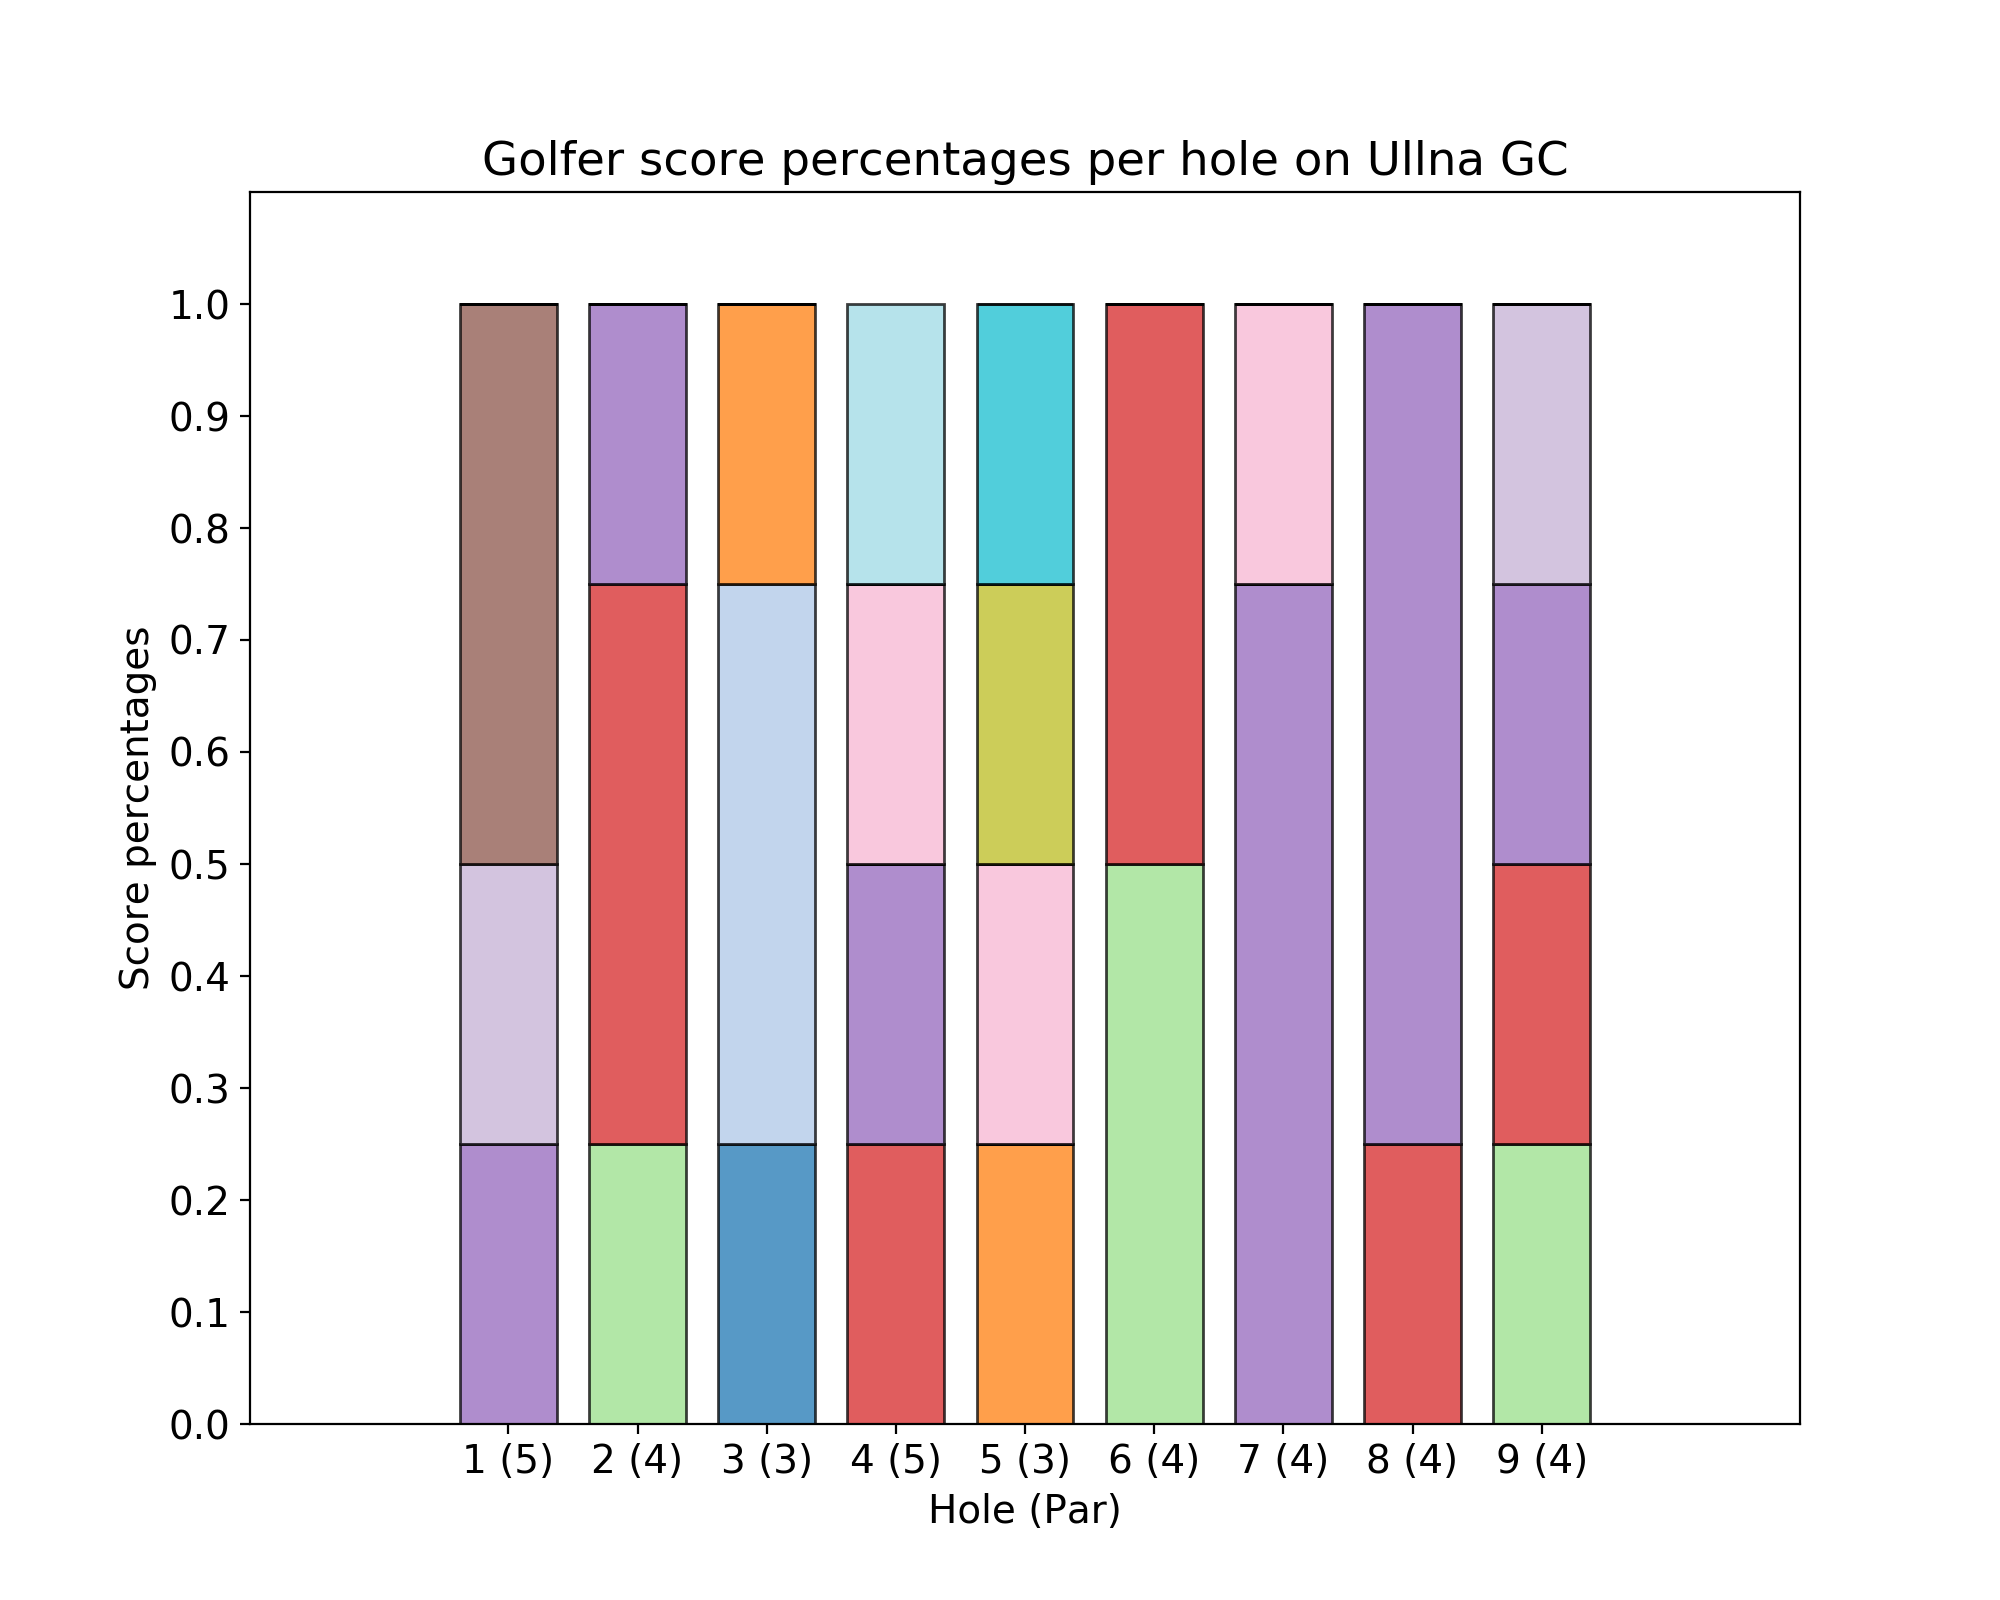 Golfer score percentages per hole on Ullna GC
Score percentages
1.0
0.9
0.8
0.7
0.6
0.5
0.4
0.3
0.2
0.1
0.0
1 (5) 2 (4) 3 (3) 4 (5) 5 (3) 6 (4) 7 (4) 8 (4) 9 (4)
Hole (Par)